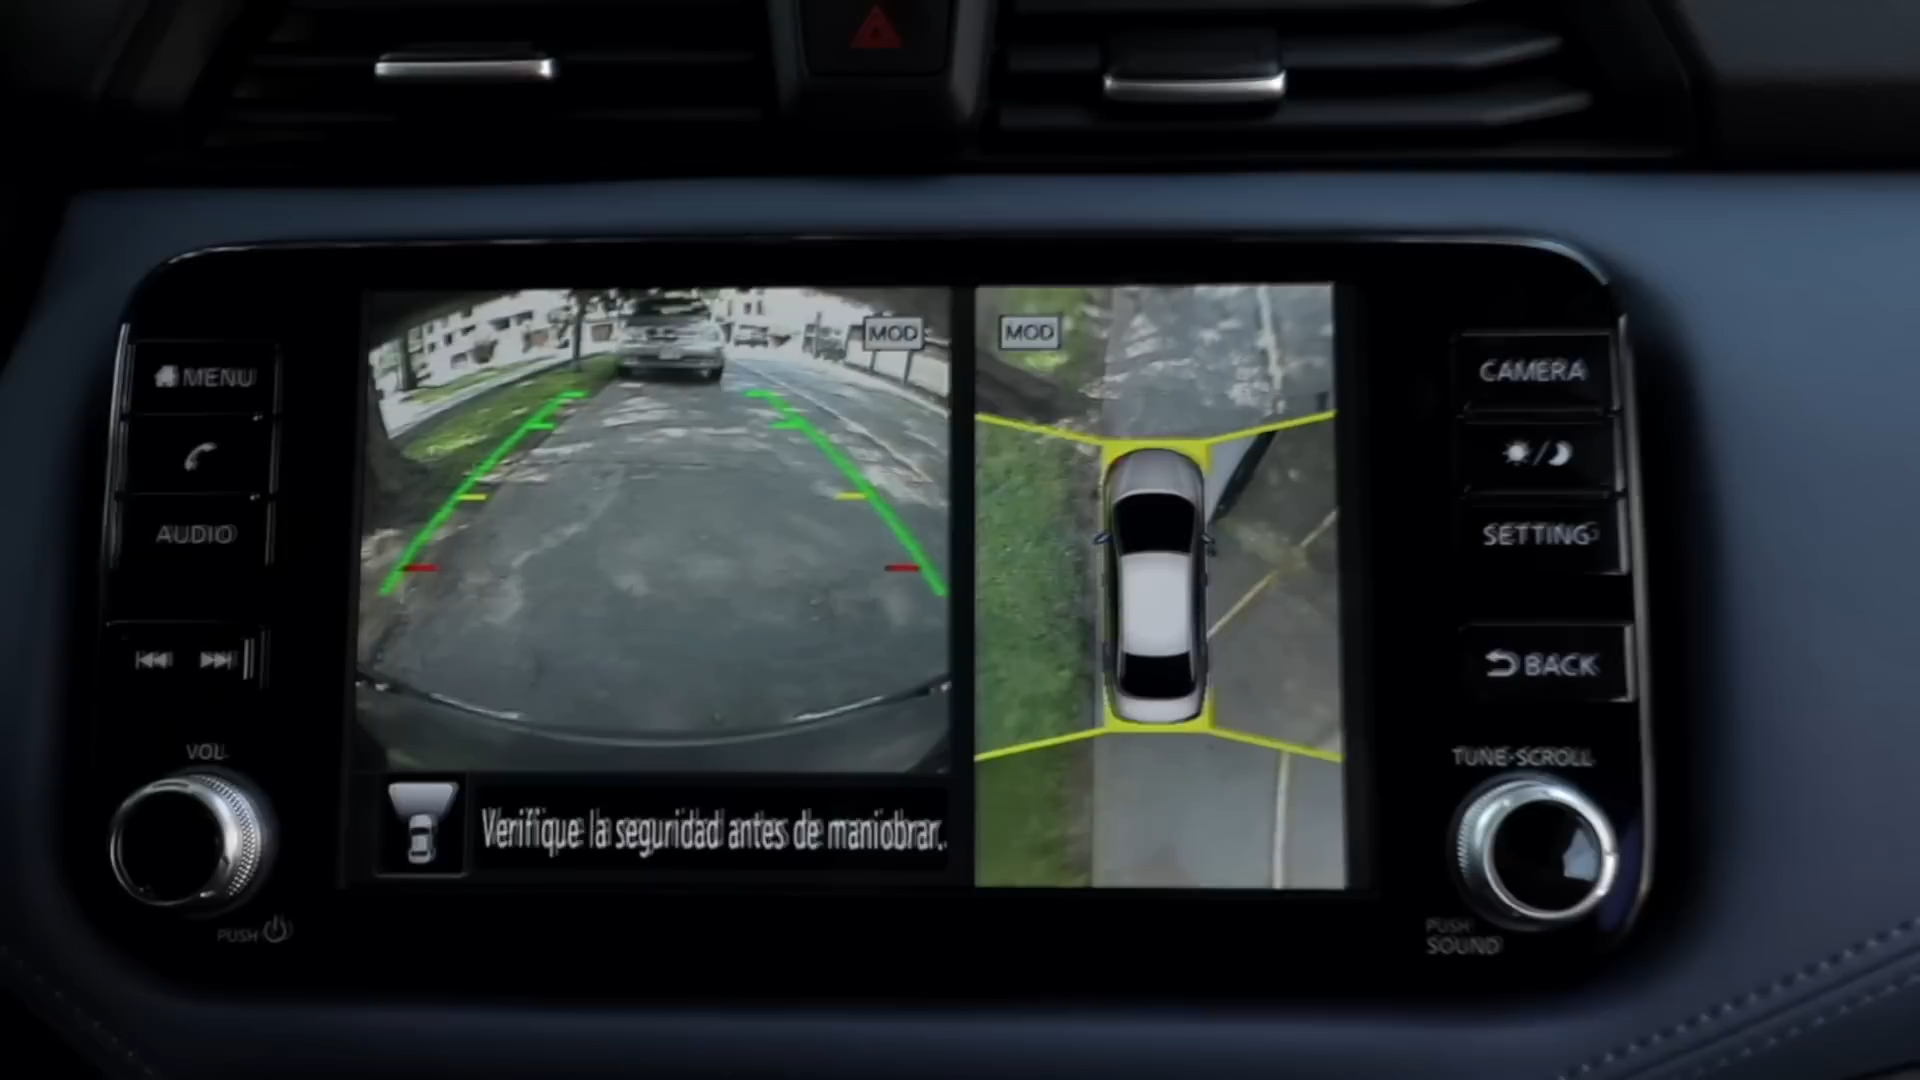 MENU
AUDIO
VOL
PUSH
MOD
MOD
Verifique la seguridad antes de maniobrar.
CAMERA
SETTING
BACK
TUNE·SCROLL
PUSH
SOUND